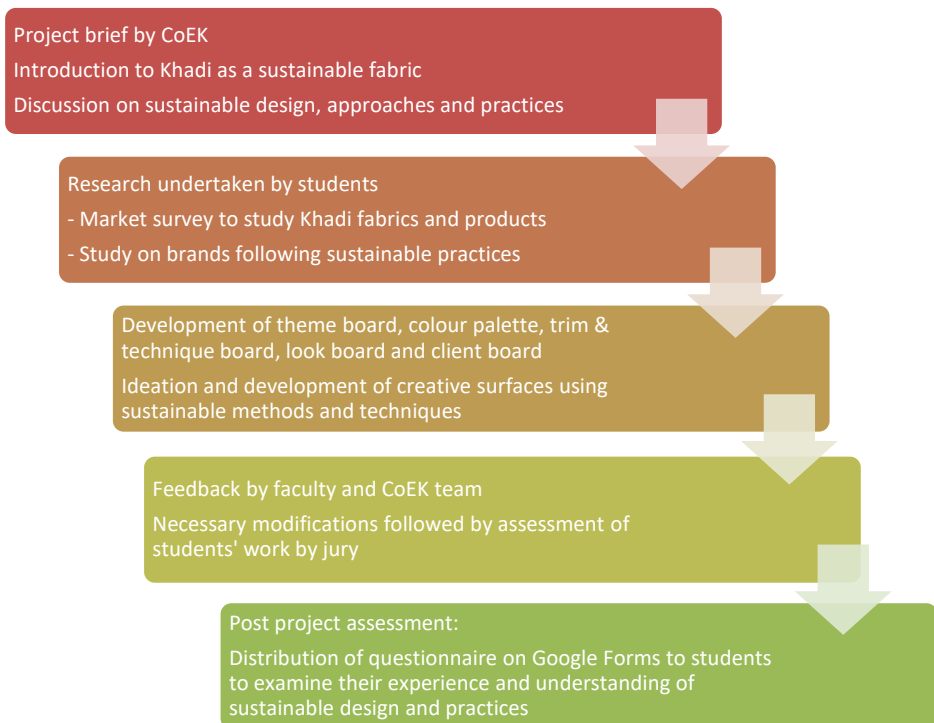 Project brief by CoEK
Introduction to Khadi as a sustainable fabric
Discussion on sustainable design, approaches and practices
Research undertaken by students
- Market survey to study Khadi fabrics and products
- Study on brands following sustainable practices
Development of theme board, colour palette, trim &
technique board, look board and client board
Ideation and development of creative surfaces using
sustainable methods and techniques
Feedback by faculty and CoEK team
Necessary modifications followed by assessment of
students' work by jury
Post project assessment:
Distribution of questionnaire on Google Forms to students
to examine their experience and understanding of
sustainable design and practices